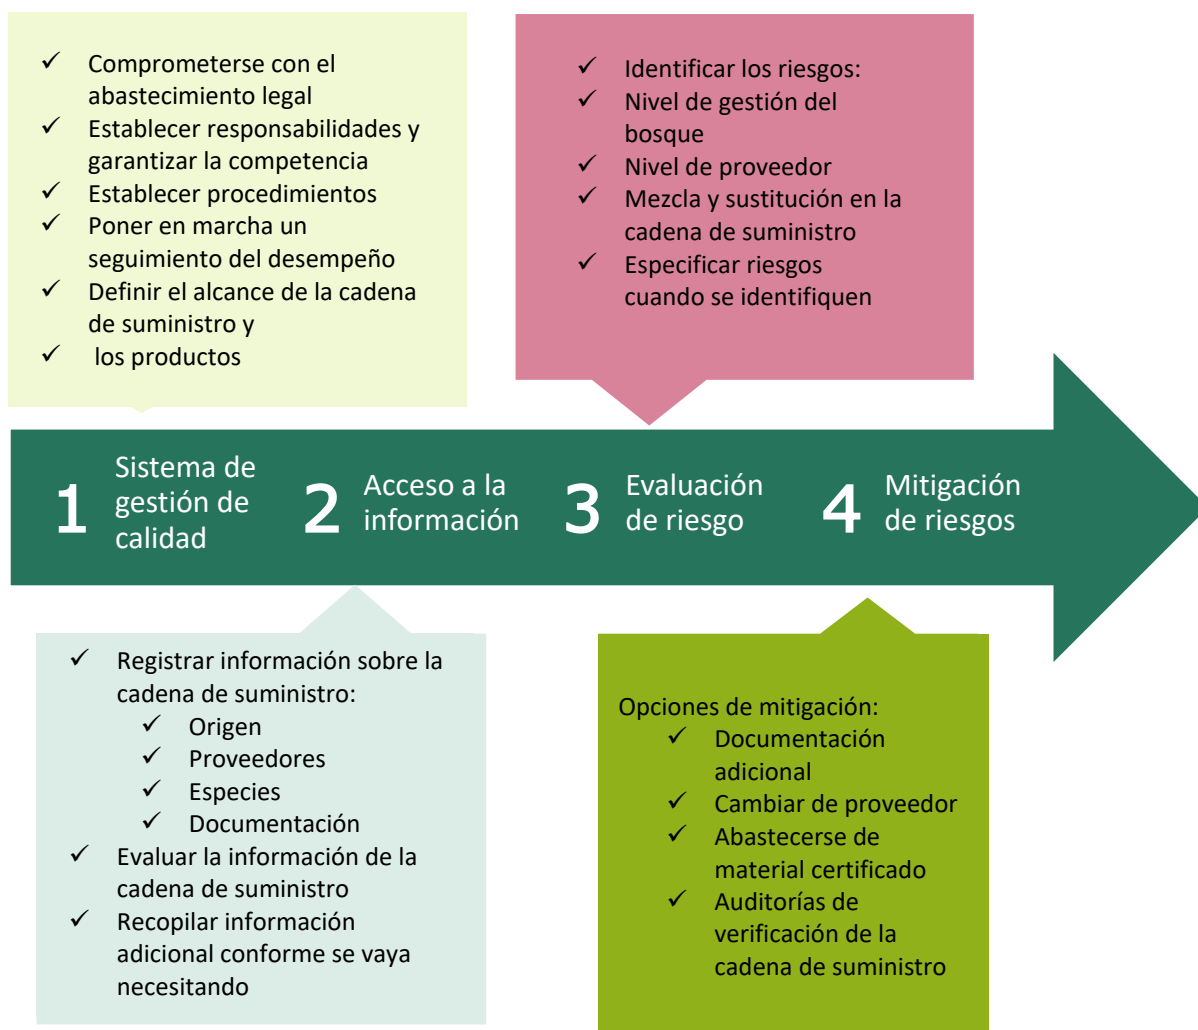 ✓ Comprometerse con el
abastecimiento legal
✓ Establecer responsabilidades y
garantizar la competencia
✓ Establecer procedimientos
✓ Poner en marcha un
seguimiento del desempeño
✓ Definir el alcance de la cadena
de suministro y
✓ los productos
✓ Identificar los riesgos:
✓ Nivel de gestión del
bosque
✓ Nivel de proveedor
✓ Mezcla y sustitución en la
cadena de suministro
✓ Especificar riesgos
cuando se identifiquen
1
Sistema de
gestión de
calidad
2
Acceso a la
información
3
Evaluación
de riesgo
4
Mitigación
de riesgos
✓ Registrar información sobre la
cadena de suministro:
✓ Origen
✓ Proveedores
✓ Especies
✓ Documentación
✓ Evaluar la información de la
cadena de suministro
✓ Recopilar información
adicional conforme se vaya
necesitando
Opciones de mitigación:
✓ Documentación
adicional
✓ Cambiar de proveedor
✓ Abastecerse de
material certificado
✓ Auditorías de
verificación de la
cadena de suministro